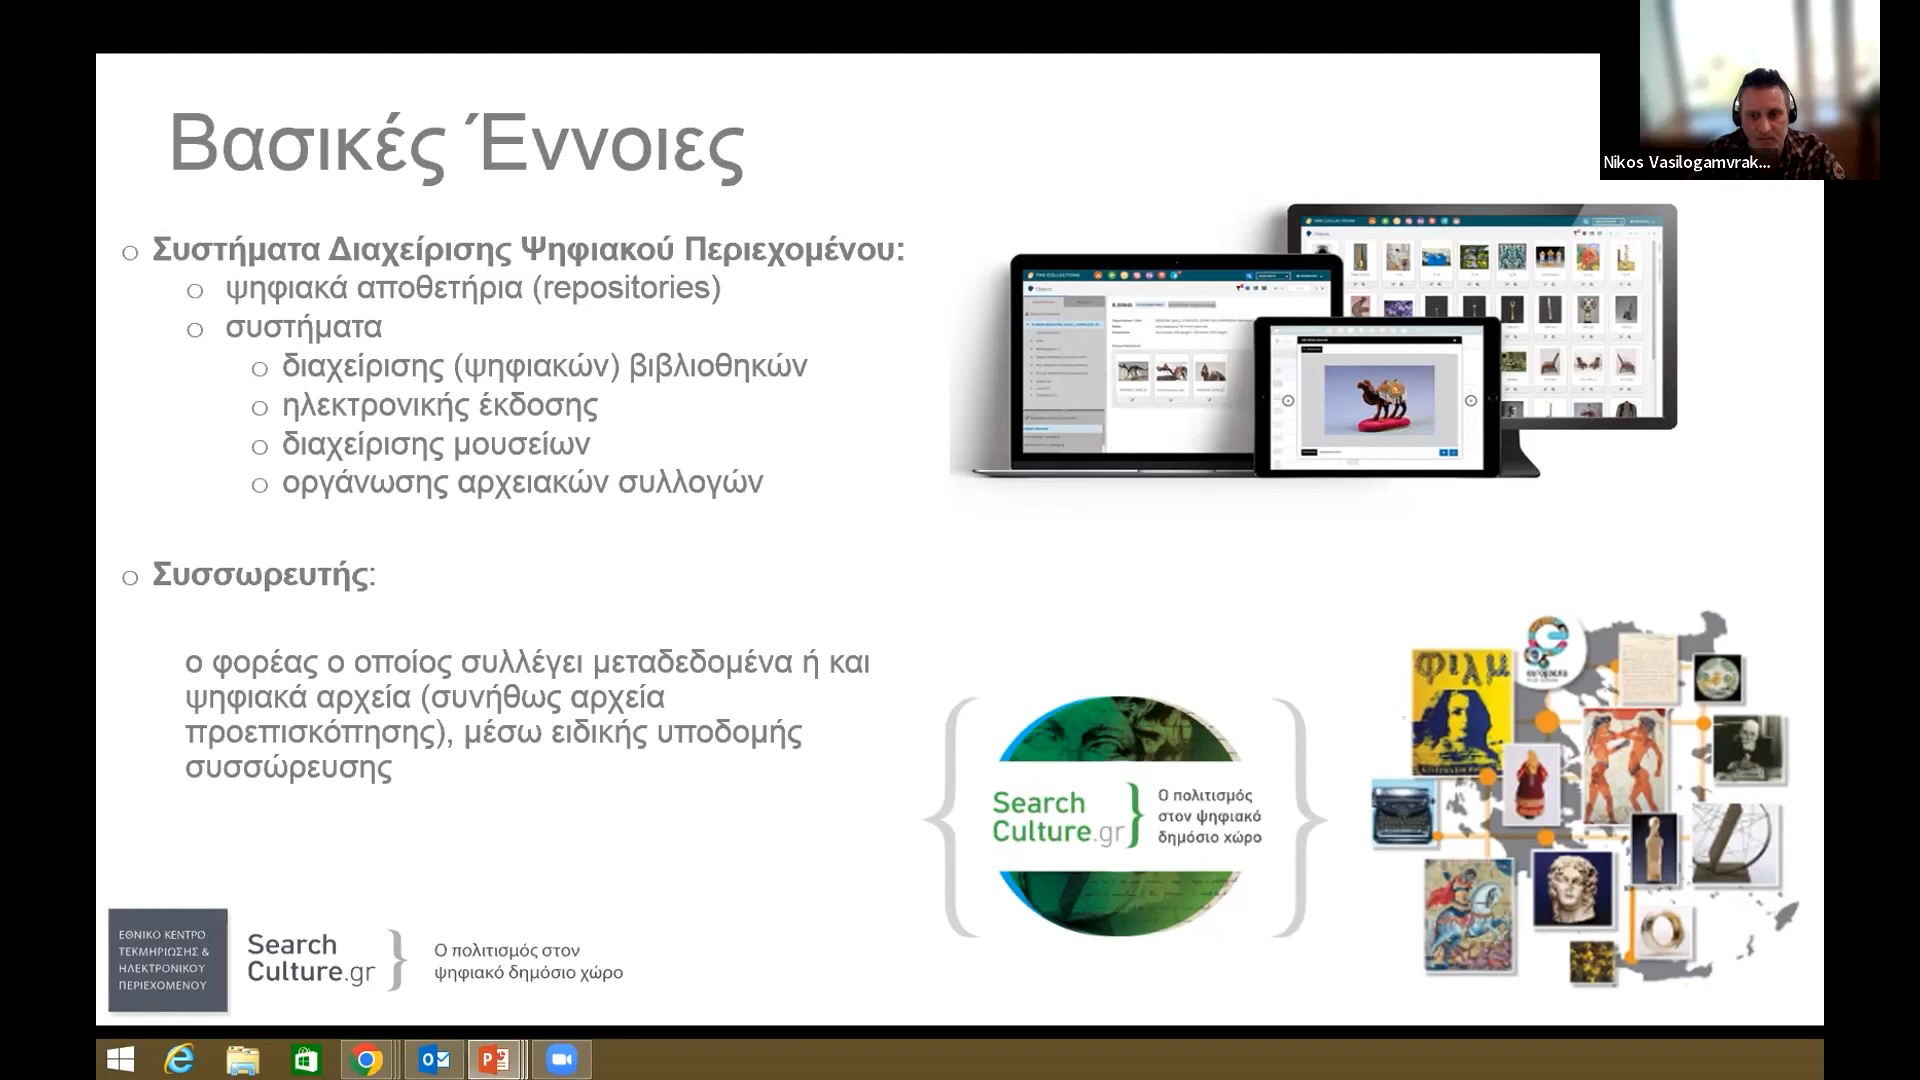 Βασικές Έννοιες
Nikos Vasilogamvrak...
o Συστήματα Διαχείρισης Ψηφιακού Περιεχομένου:
o ψηφιακά αποθετήρια (repositories)
o συστήματα
o διαχείρισης (ψηφιακών) βιβλιοθηκών
o ηλεκτρονικής έκδοσης
o διαχείρισης μουσείων
o οργάνωσης αρχειακών συλλογών
o Συσσωρευτής:
ο φορέας ο οποίος συλλέγει μεταδεδομένα ή και
ψηφιακά αρχεία (συνήθως αρχεία
προεπισκόπησης), μέσω ειδικής υποδομής
συσσώρευσης
Search
Culture.gr
Ο πολιτισμός
στον ψηφιακό
δημόσιο χώρο
ΦΙΛΜ
ΕΘΝΙΚΟ ΚΕΝΤΡΟ
ΤΕΚΜΗΡΙΩΣΗΣ &
ΗΛΕΚΤΡΟΝΙΚΟΥ
ΠΕΡΙΕΧΟΜΕΝΟΥ
Search
Culture.gr
Ο πολιτισμός στον
ψηφιακό δημόσιο χώρο